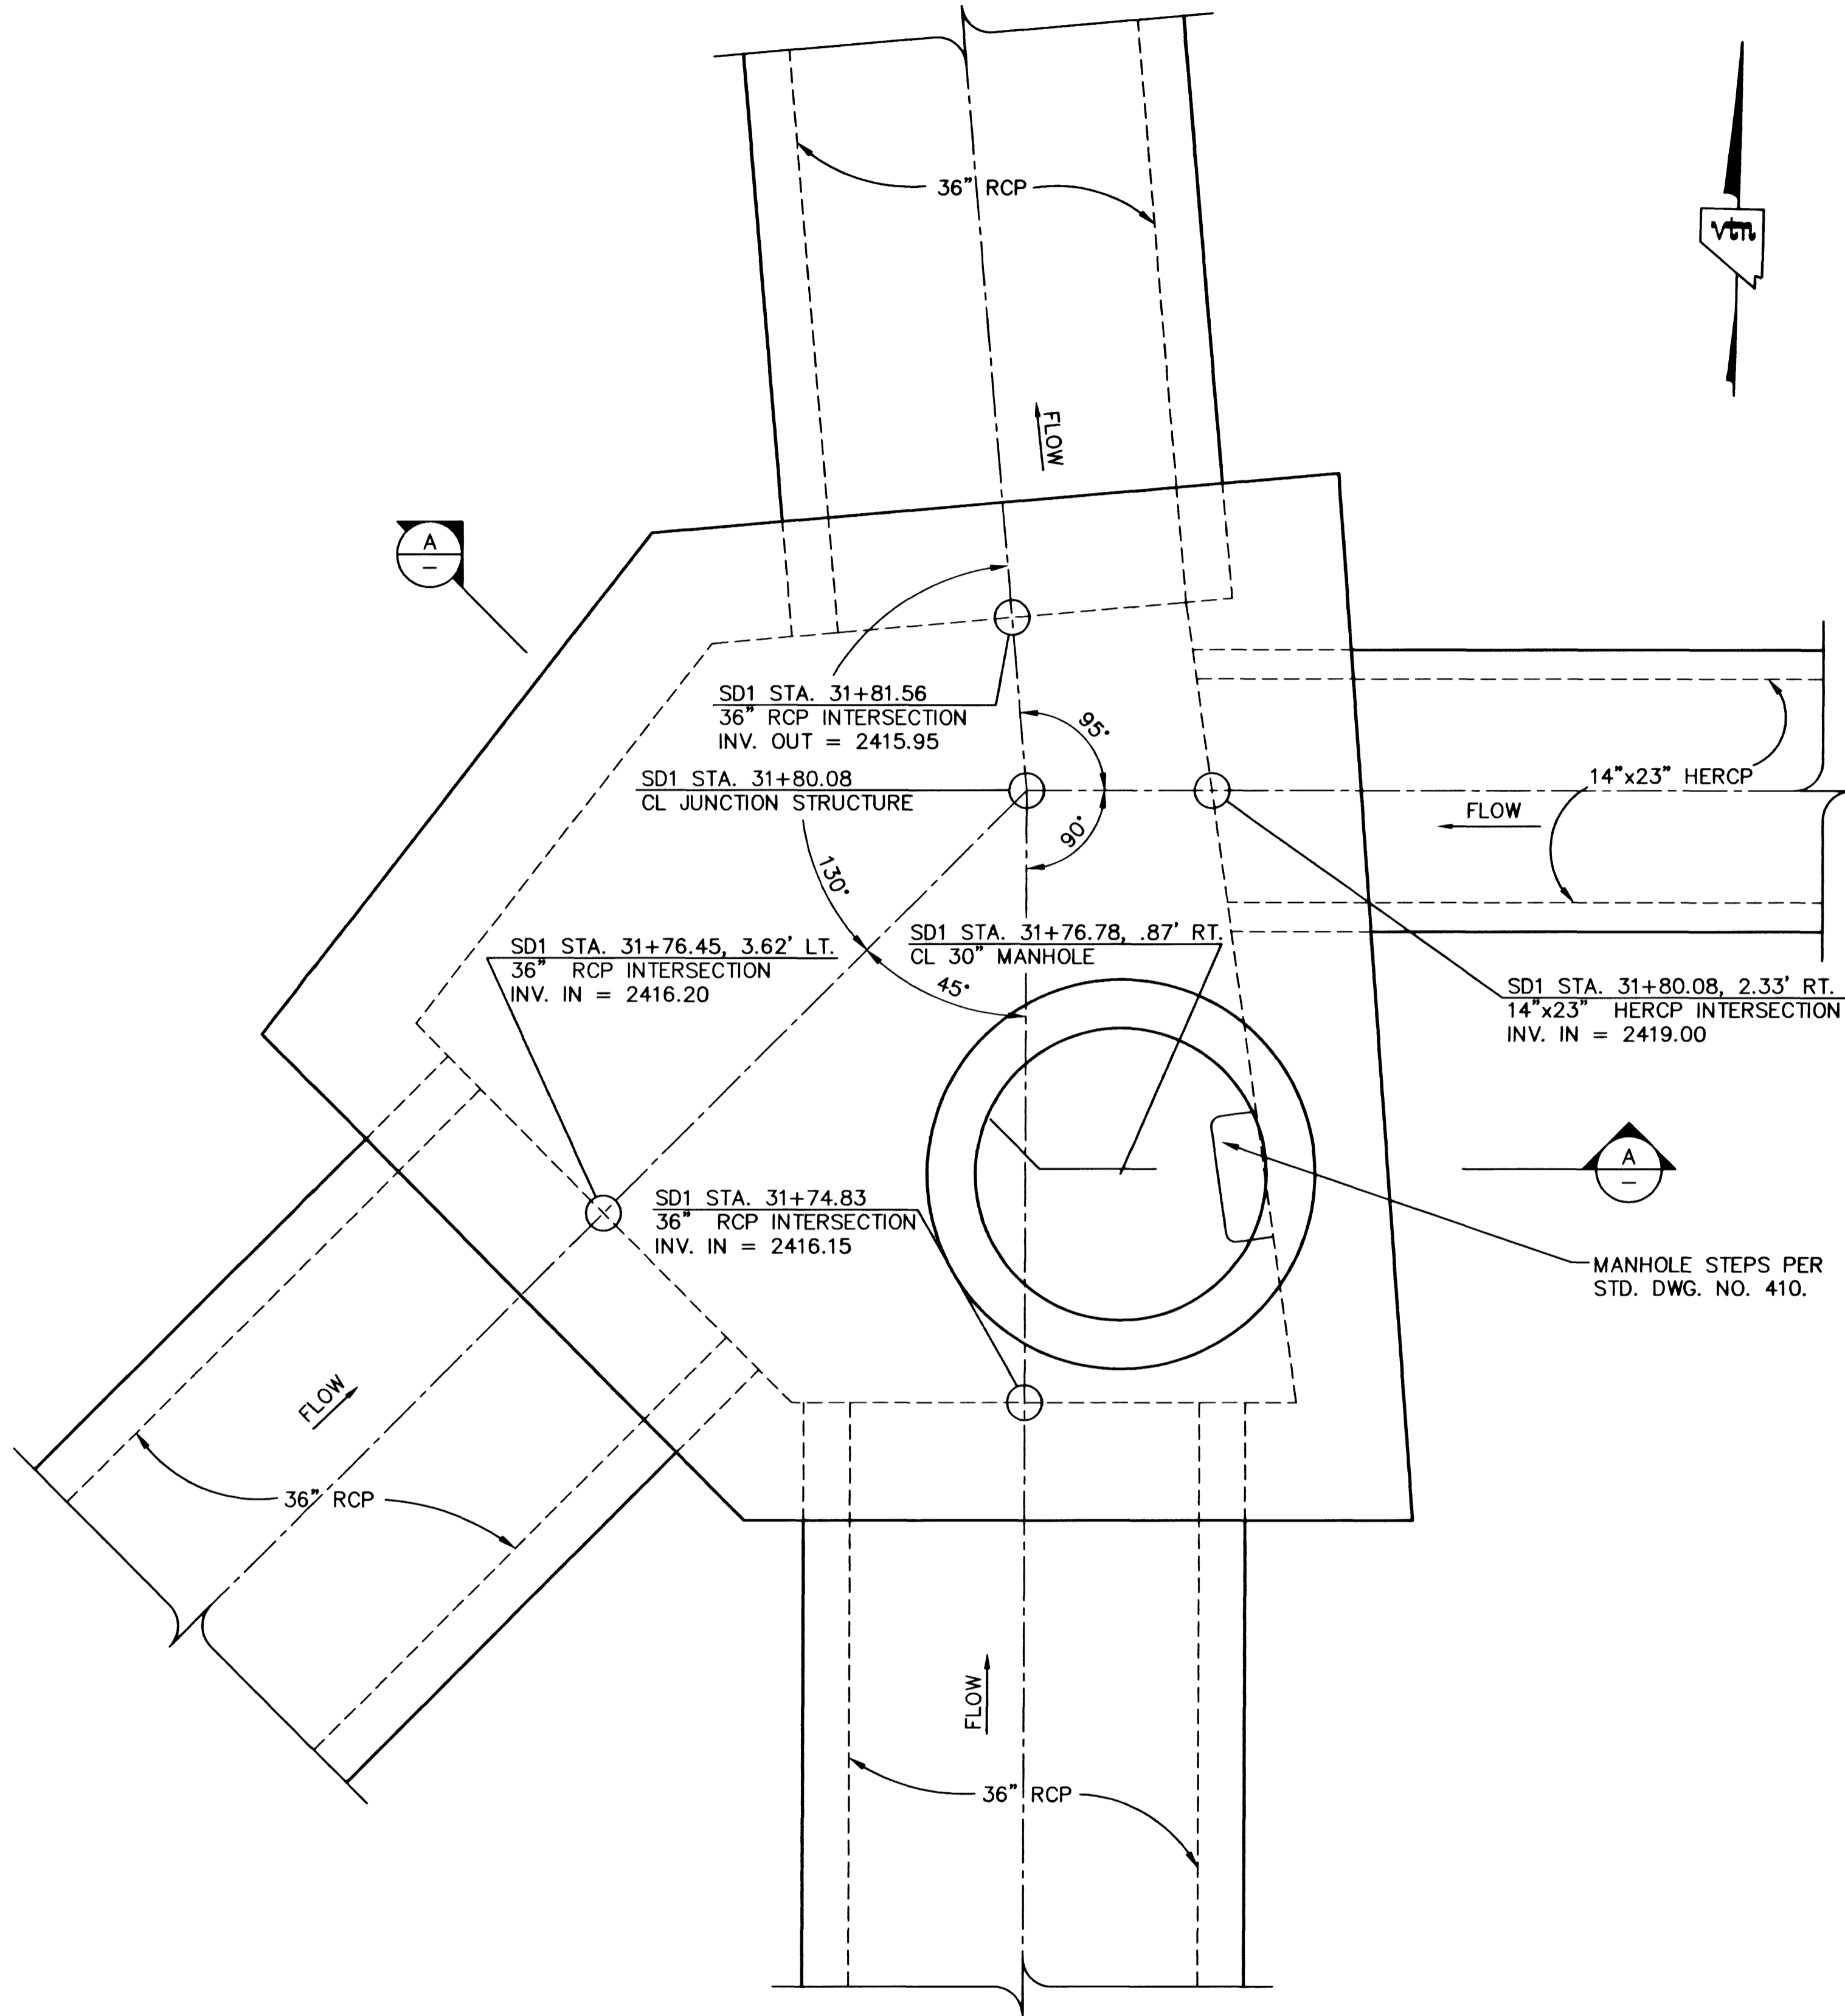 36" RCP
vtn
FLOW
A
–
SD1 STA. 31+81.56
36" RCP INTERSECTION
INV. OUT = 2415.95
95°
SD1 STA. 31+80.08
CL JUNCTION STRUCTURE
14"x23" HERCP
FLOW
90°
130°
SD1 STA. 31+76.45, 3.62' LT.
36" RCP INTERSECTION
INV. IN = 2416.20
SD1 STA. 31+76.78, .87' RT.
CL 30" MANHOLE
45°
SD1 STA. 31+80.08, 2.33' RT.
14"x23" HERCP INTERSECTION
INV. IN = 2419.00
A
–
SD1 STA. 31+74.83
36" RCP INTERSECTION
INV. IN = 2416.15
MANHOLE STEPS PER
STD. DWG. NO. 410.
FLOW
36" RCP
FLOW
36" RCP